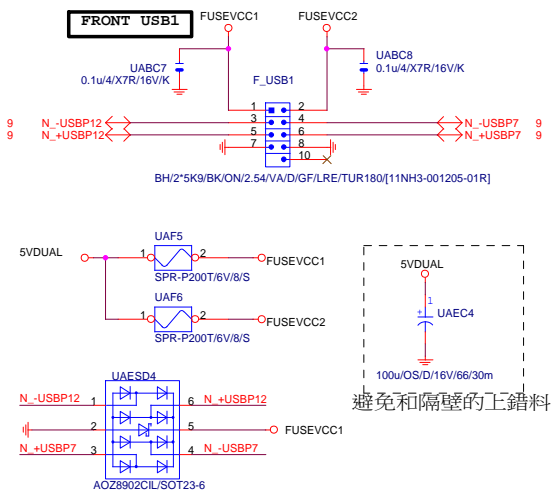 FRONT USB1
FUSEVCC1
FUSEVCC2
UABC7
0.1u/4/X7R/16V/K
UABC8
0.1u/4/X7R/16V/K
F_USB1
1 2
9 N_-USBP12 3 4 N_-USBP7 9
9 N_+USBP12 5 6 N_+USBP7 9
7 8
10
BH/2*5K9/BK/ON/2.54/VA/D/GF/LRE/TUR180/[11NH3-001205-01R]
UAF5
5VDUAL 1 2 FUSEVCC1
SPR-P200T/6V/8/S
UAF6
1 2 FUSEVCC2
SPR-P200T/6V/8/S
5VDUAL
1
+
UAEC4
100u/OS/D/16V/66/30m
避免和隔壁的上錯料
UAESD4
N_-USBP12 1 6 N_+USBP12
2 5 FUSEVCC1
N_+USBP7 3 4 N_-USBP7
AOZ8902CIL/SOT23-6